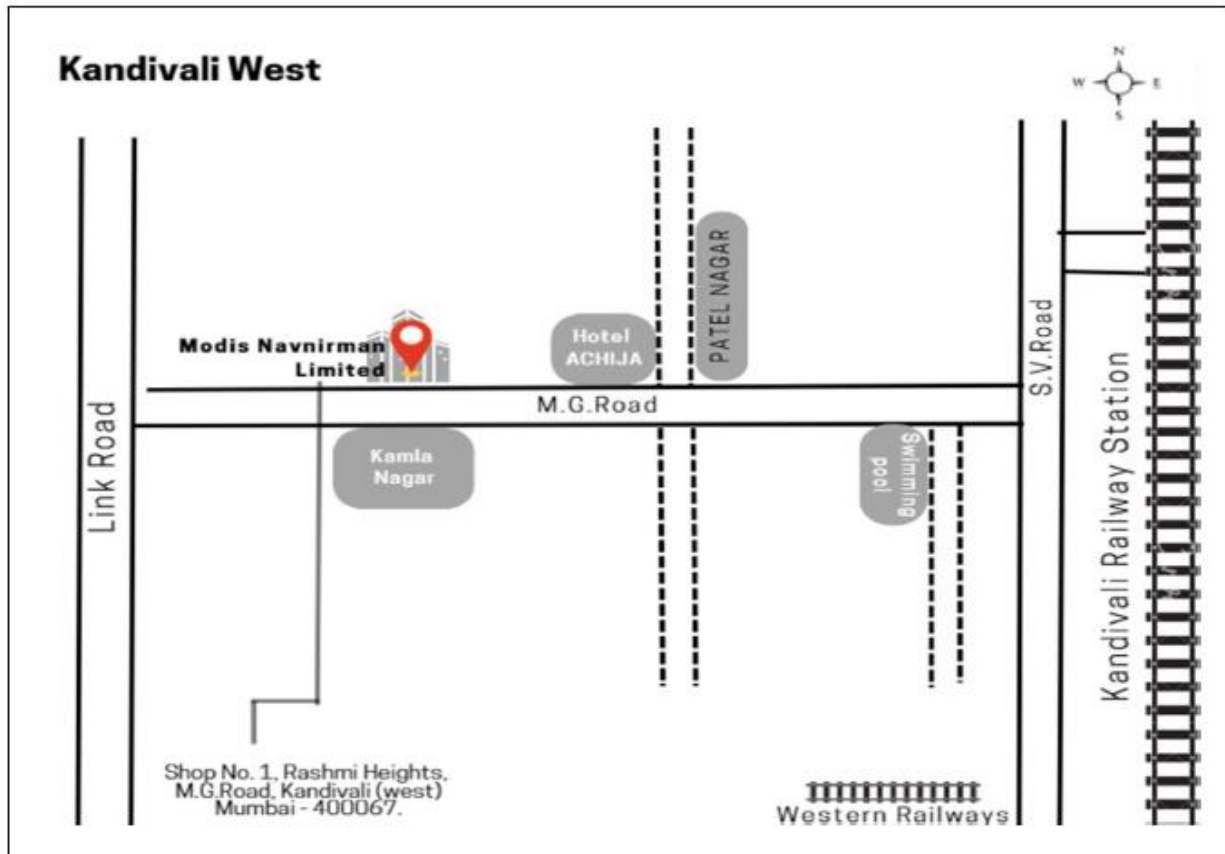 Kandivali West
N
W
E
S
Modis Navnirman
Limited
Hotel
ACHIJA
PATEL NAGAR
M.G.Road
S.V.Road
Link Road
Kamla
Nagar
Swimming
pool
Kandivali Railway Station
Shop No. 1, Rashmi Heights,
M.G.Road, Kandivali (west)
Mumbai - 400067.
Western Railways